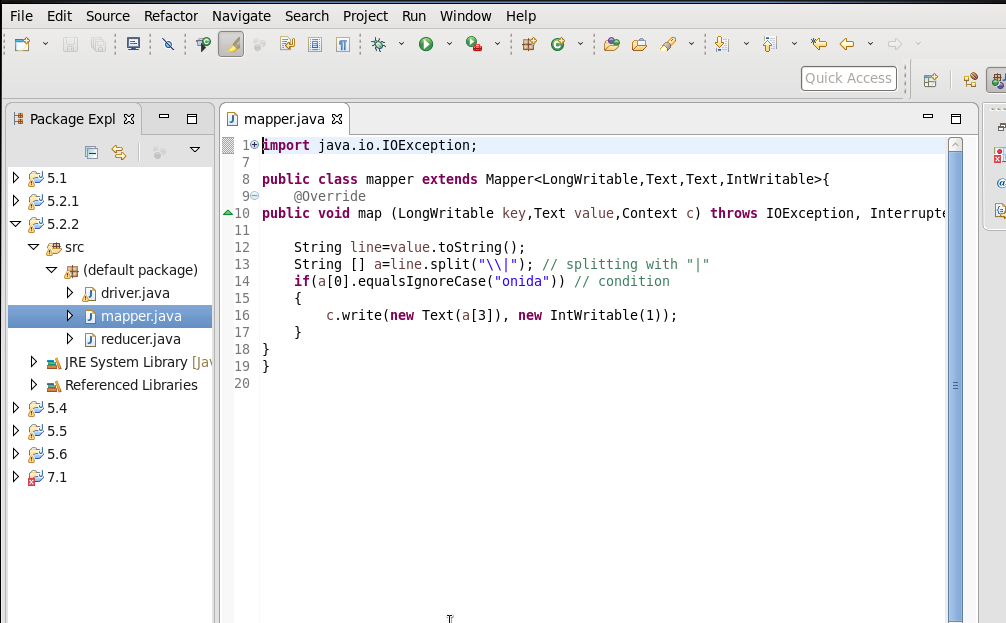 File Edit Source Refactor Navigate Search Project Run Window Help
Quick Access
Package Expl
5.1
5.2.1
5.2.2
src
(default package)
driver.java
mapper.java
reducer.java
JRE System Library [Jav
Referenced Libraries
5.4
5.5
5.6
7.1
mapper.java
1 import java.io.IOException;
7
8 public class mapper extends Mapper<LongWritable,Text,Text,IntWritable>{
9 @Override
10 public void map (LongWritable key,Text value,Context c) throws IOException, Interrupte
11
12 String line=value.toString();
13 String [] a=line.split("\\|"); // splitting with "|"
14 if(a[0].equalsIgnoreCase("onida")) // condition
15 {
16 c.write(new Text(a[3]), new IntWritable(1));
17 }
18 }
19 }
20